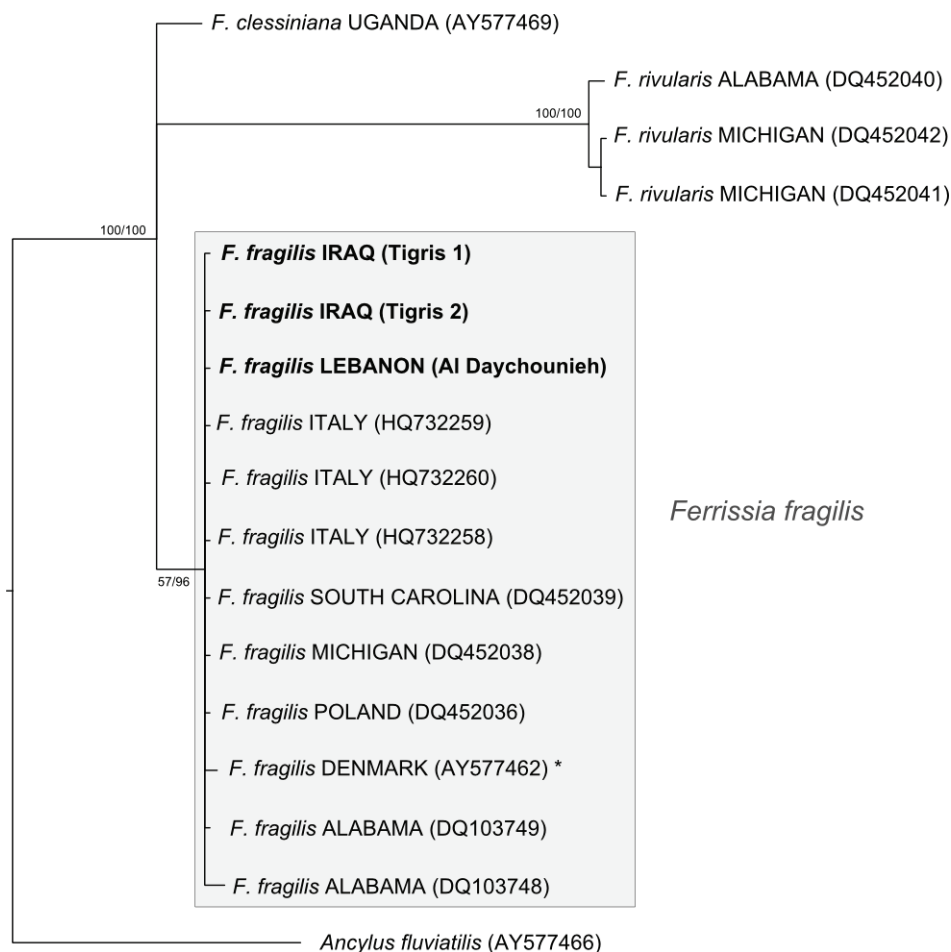 F. clessiniana UGANDA (AY577469)
F. rivularis ALABAMA (DQ452040)
100/100
F. rivularis MICHIGAN (DQ452042)
F. rivularis MICHIGAN (DQ452041)
100/100
F. fragilis IRAQ (Tigris 1)
F. fragilis IRAQ (Tigris 2)
F. fragilis LEBANON (Al Daychounieh)
F. fragilis ITALY (HQ732259)
F. fragilis ITALY (HQ732260)
Ferrissia fragilis
F. fragilis ITALY (HQ732258)
57/96
F. fragilis SOUTH CAROLINA (DQ452039)
F. fragilis MICHIGAN (DQ452038)
F. fragilis POLAND (DQ452036)
F. fragilis DENMARK (AY577462) *
F. fragilis ALABAMA (DQ103749)
F. fragilis ALABAMA (DQ103748)
Ancylus fluviatilis (AY577466)